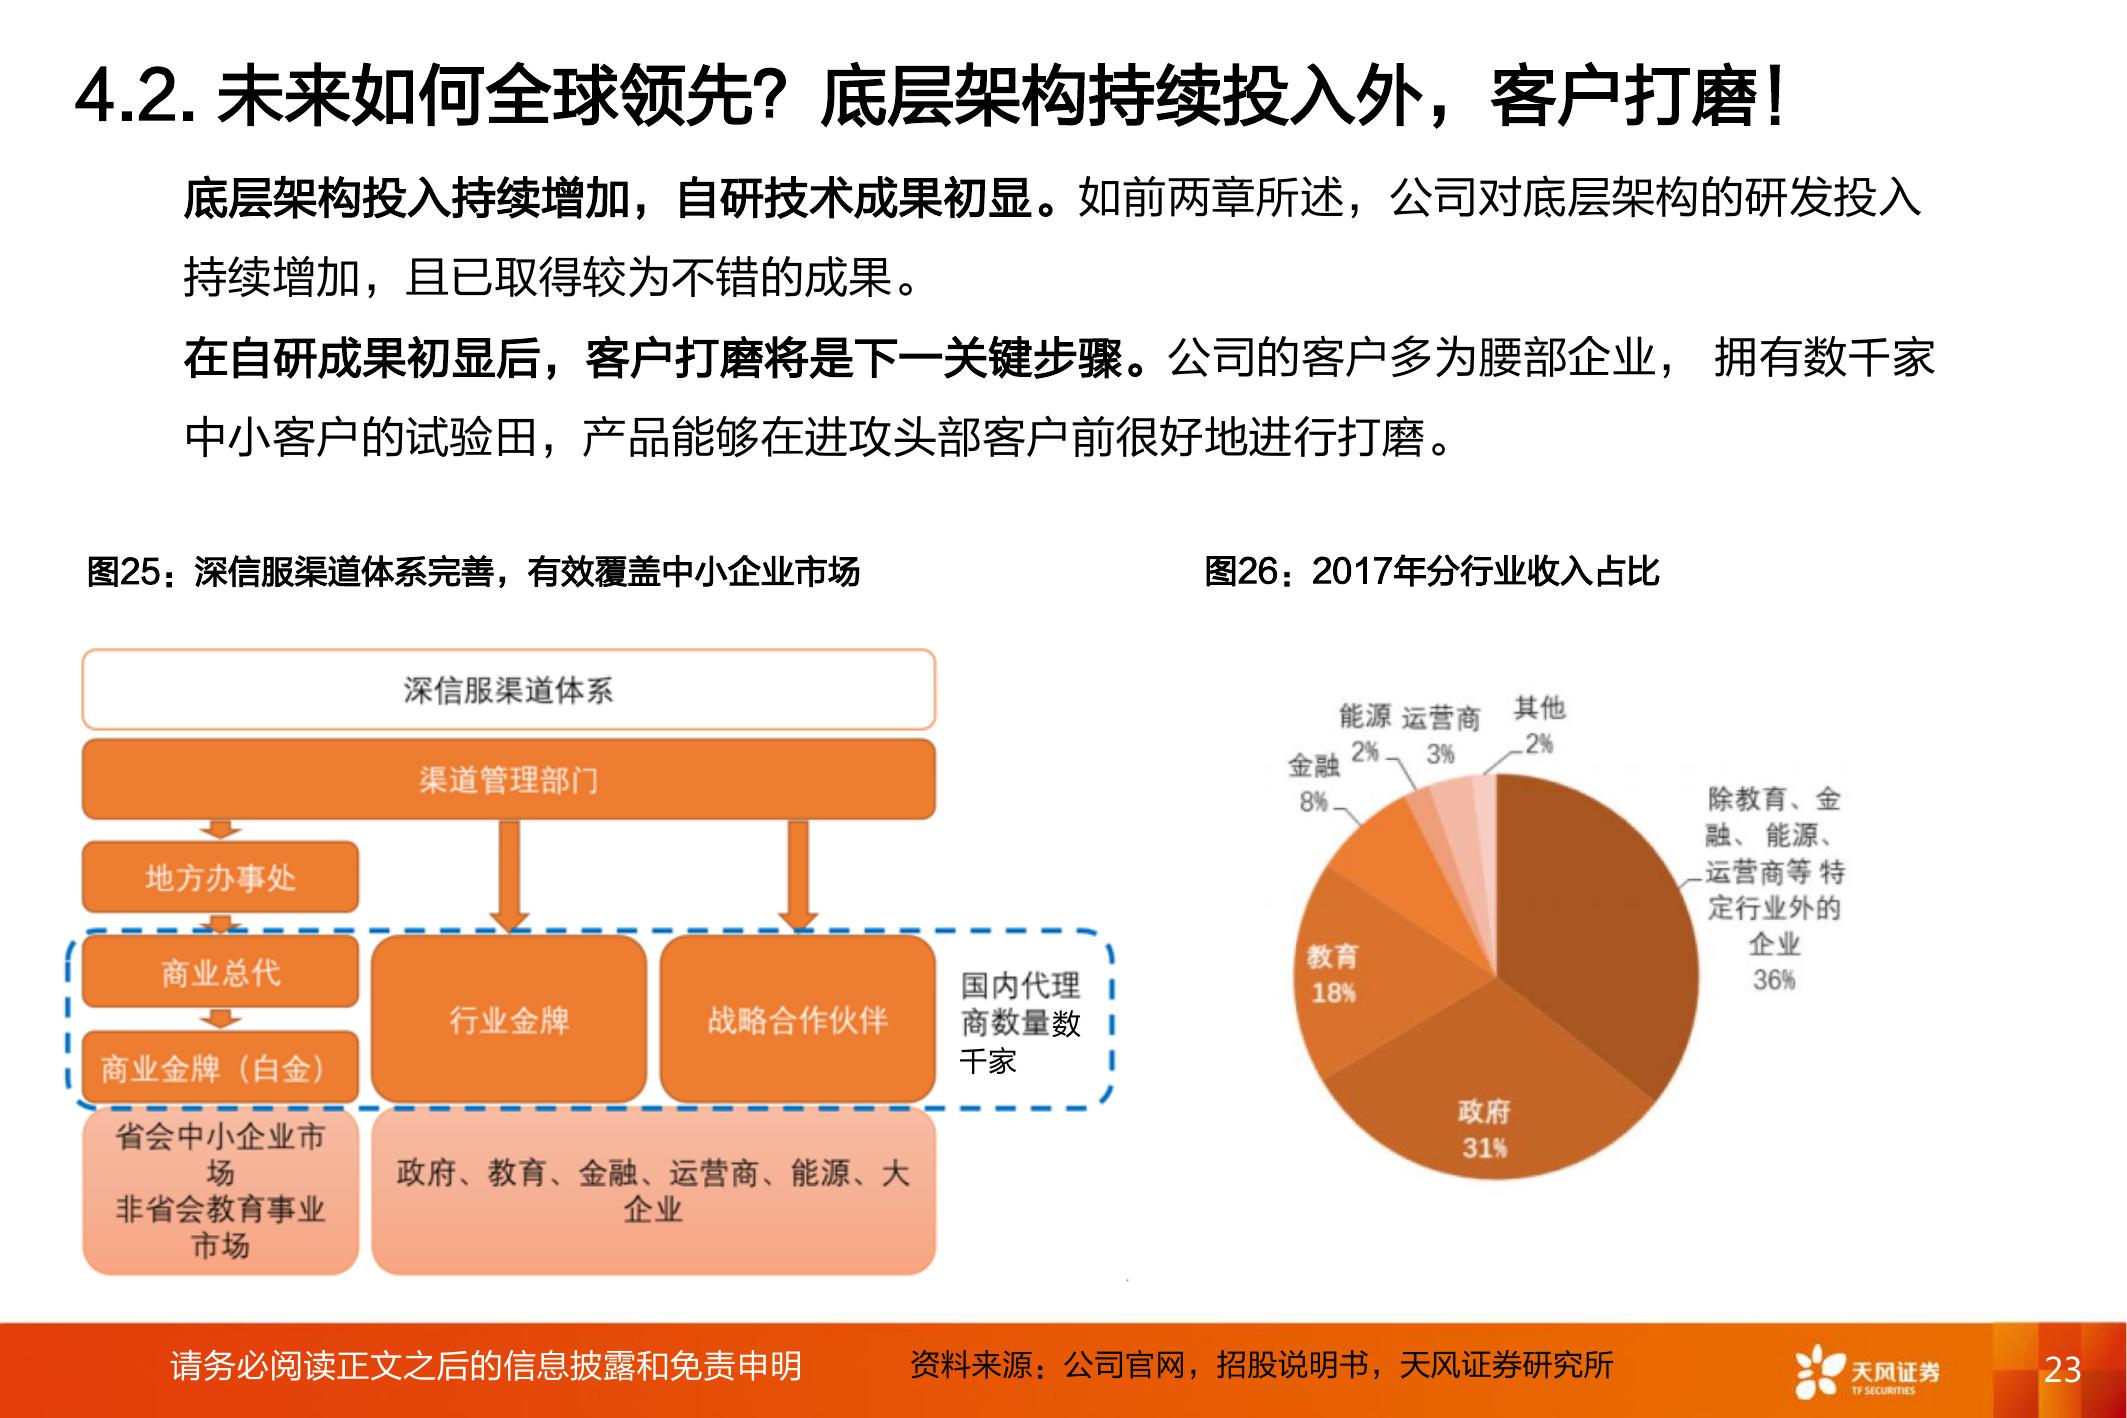 4.2. 未来如何全球领先？底层架构持续投入外，客户打磨！
底层架构投入持续增加，自研技术成果初显。如前两章所述，公司对底层架构的研发投入
持续增加，且已取得较为不错的成果。
在自研成果初显后，客户打磨将是下一关键步骤。公司的客户多为腰部企业， 拥有数千家
中小客户的试验田，产品能够在进攻头部客户前很好地进行打磨。
图25：深信服渠道体系完善，有效覆盖中小企业市场
深信服渠道体系
渠道管理部门
地方办事处
商业总代
商业金牌（白金）
行业金牌
战略合作伙伴
国内代理
商数量数
千家
省会中小企业市
场
非省会教育事业
市场
政府、教育、金融、运营商、能源、大
企业
图26：2017年分行业收入占比
能源
2%
运营商
3%
其他
2%
金融
8%
除教育、金
融、 能源、
运营商等 特
定行业外的
企业
36%
教育
18%
政府
31%
请务必阅读正文之后的信息披露和免责申明
资料来源：公司官网，招股说明书，天风证券研究所
天风证券
TF SECURITIES
23